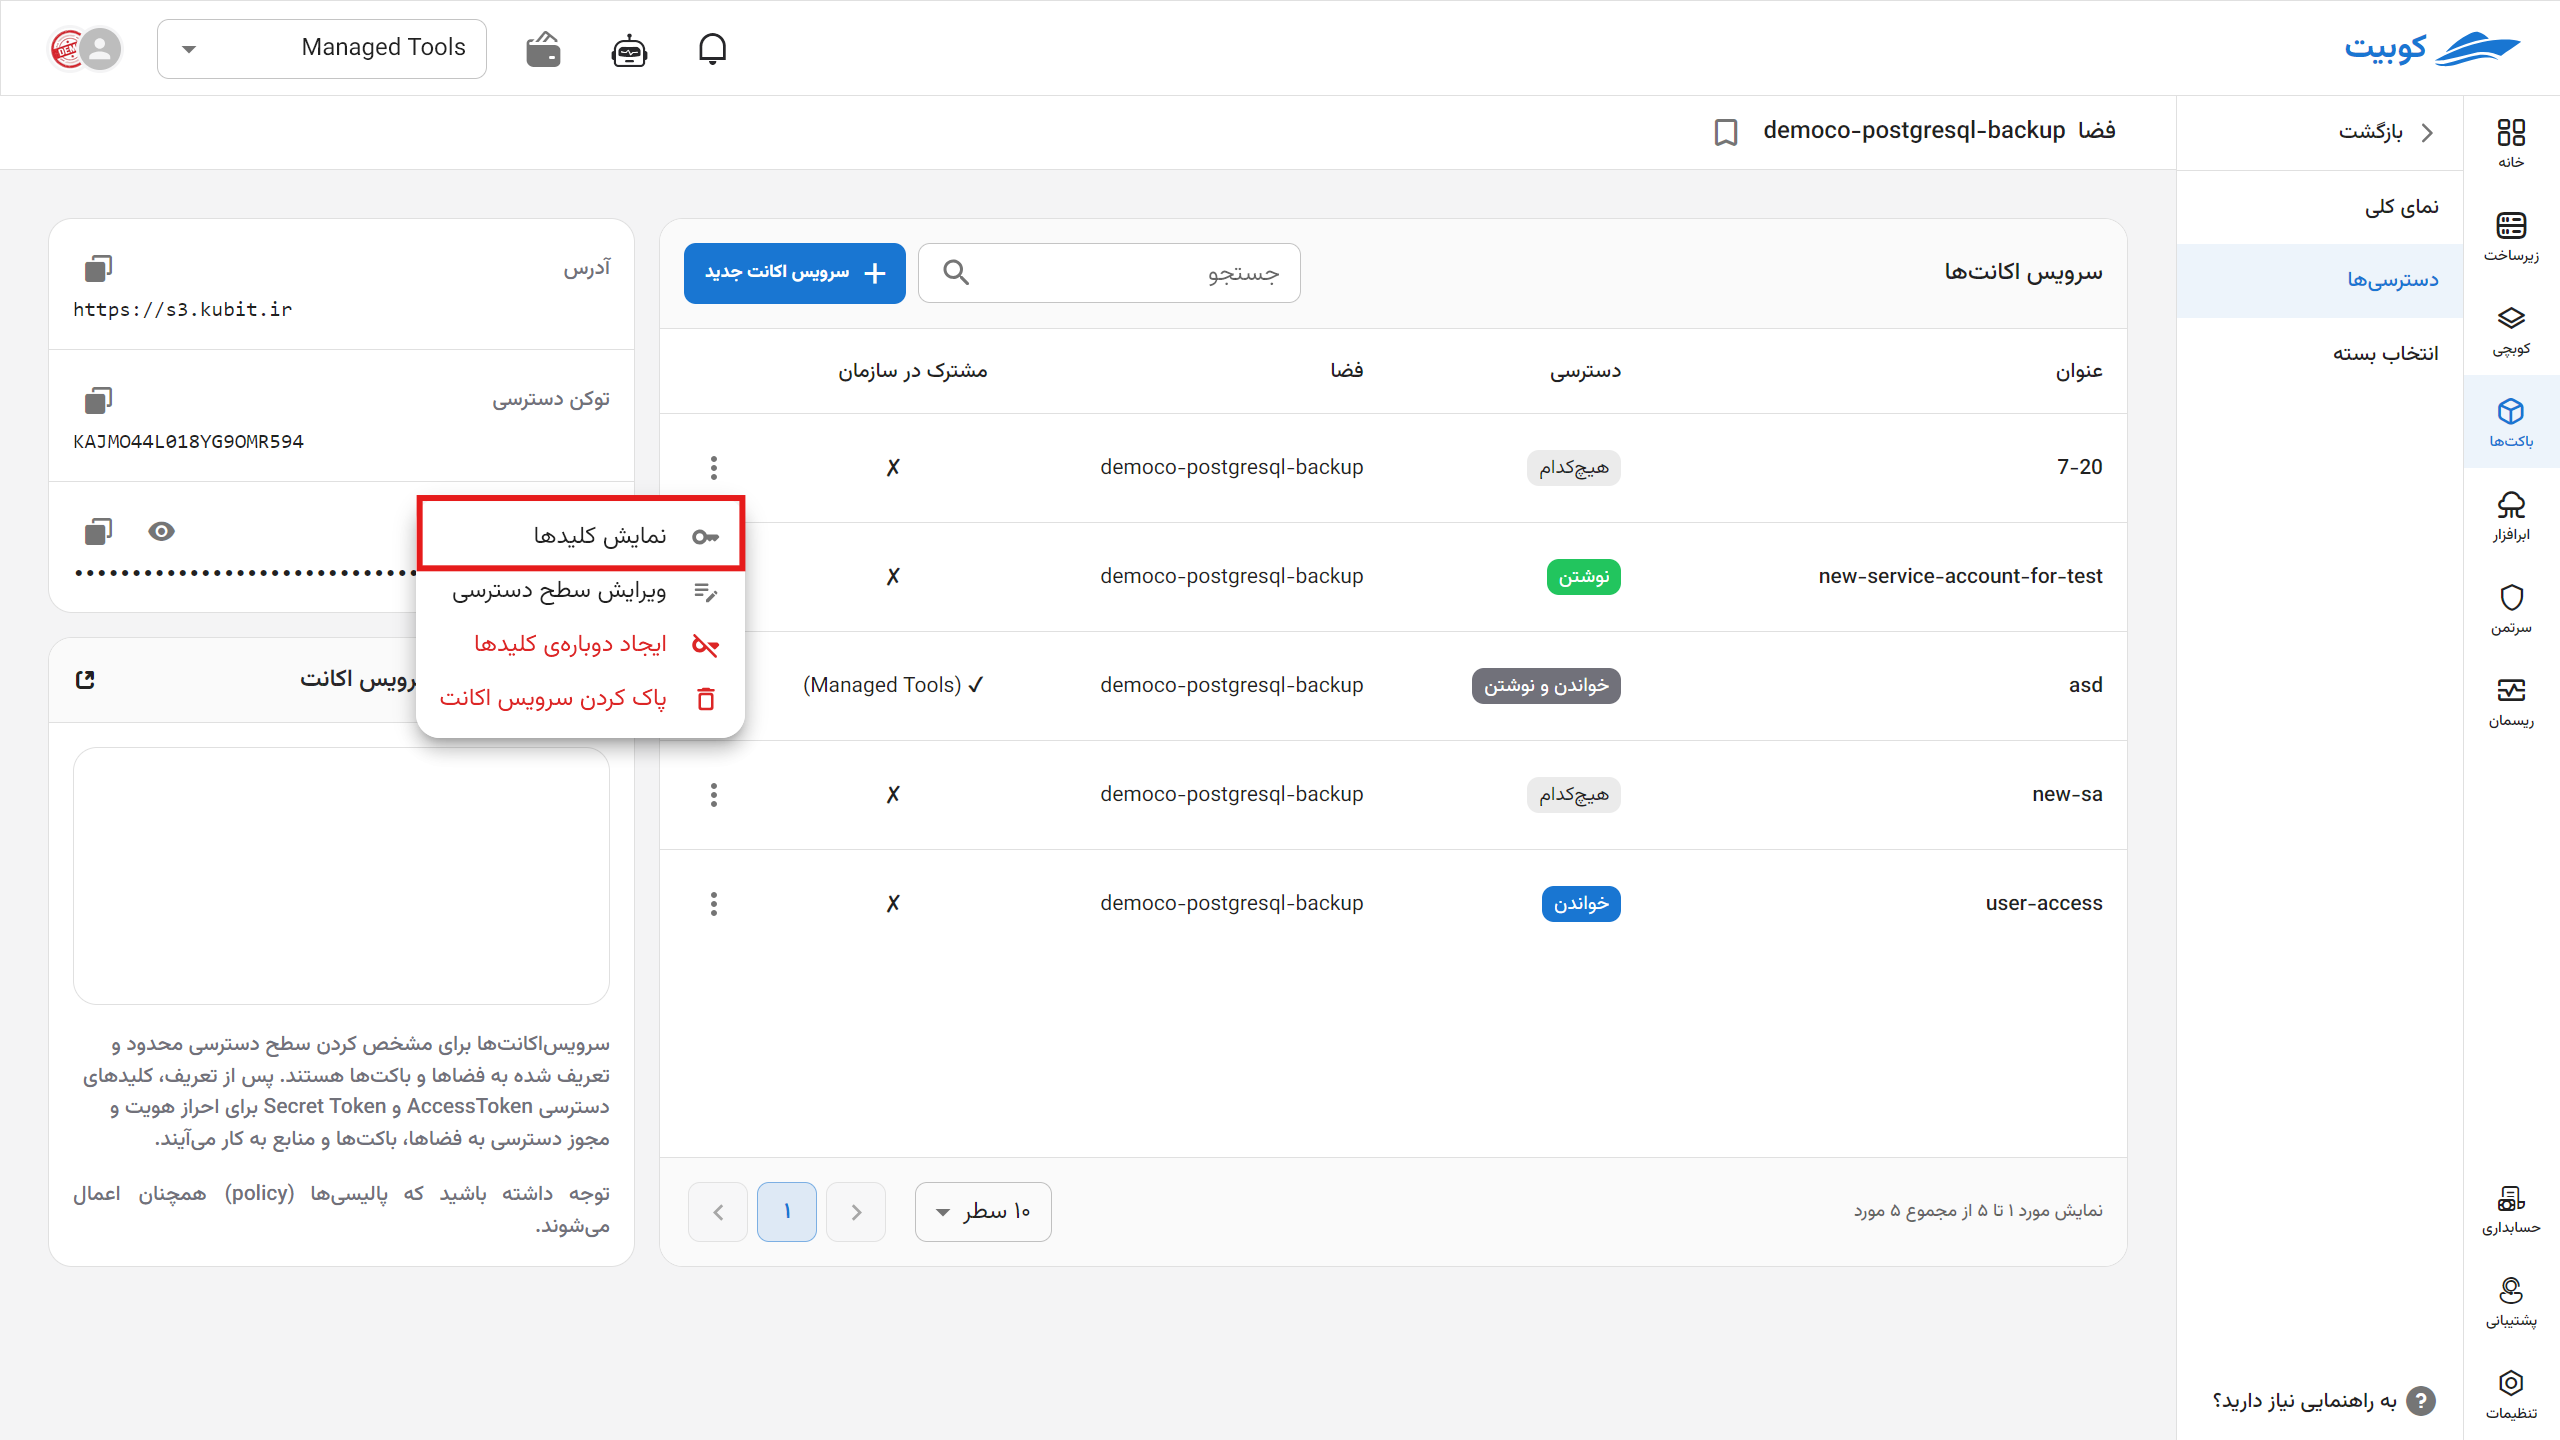 کوبیت
Managed Tools
DEMO
خانه
زیرساخت
کوبچی
باکت‌ها
ابرافزار
سرتمن
ریسمان
حسابداری
پشتیبانی
تنظیمات
بازگشت
نمای کلی
دسترسی‌ها
انتخاب بسته
به راهنمایی نیاز دارید؟
فضا democo-postgresql-backup
سرویس اکانت‌ها
جستجو
سرویس اکانت جدید
عنوان دسترسی فضا مشترک در سازمان
7-20 هیچ‌کدام democo-postgresql-backup ✗
new-service-account-for-test نوشتن democo-postgresql-backup ✗
asd خواندن و نوشتن democo-postgresql-backup ✓ (Managed Tools)
new-sa هیچ‌کدام democo-postgresql-backup ✗
user-access خواندن democo-postgresql-backup ✗
نمایش مورد ۱ تا ۵ از مجموع ۵ مورد
۱۰ سطر
۱
نمایش کلیدها
ویرایش سطح دسترسی
ایجاد دوباره‌ی کلیدها
پاک کردن سرویس اکانت
آدرس
https://s3.kubit.ir
توکن دسترسی
KAJMO44L018YG9OMR594
اکانت
سرویس‌اکانت‌ها برای مشخص کردن سطح دسترسی محدود و
تعریف شده به فضاها و باکت‌ها هستند. پس از تعریف، کلیدهای
دسترسی AccessToken و Secret Token برای احراز هویت و
مجوز دسترسی به فضاها، باکت‌ها و منابع به کار می‌آیند.
توجه داشته باشید که پالیسی‌ها (policy) همچنان اعمال
می‌شوند.